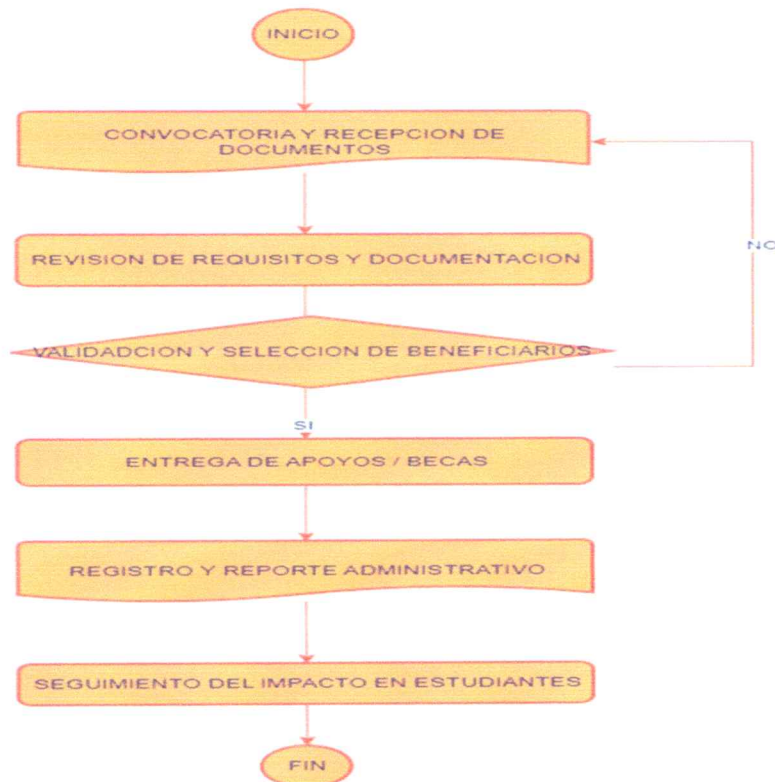 INICIO
CONVOCATORIA Y RECEPCION DE
DOCUMENTOS
NO
REVISION DE REQUISITOS Y DOCUMENTACION
VALIDADCION Y SELECCION DE BENEFICIARIOS
SI
ENTREGA DE APOYOS / BECAS
REGISTRO Y REPORTE ADMINISTRATIVO
SEGUIMIENTO DEL IMPACTO EN ESTUDIANTES
FIN